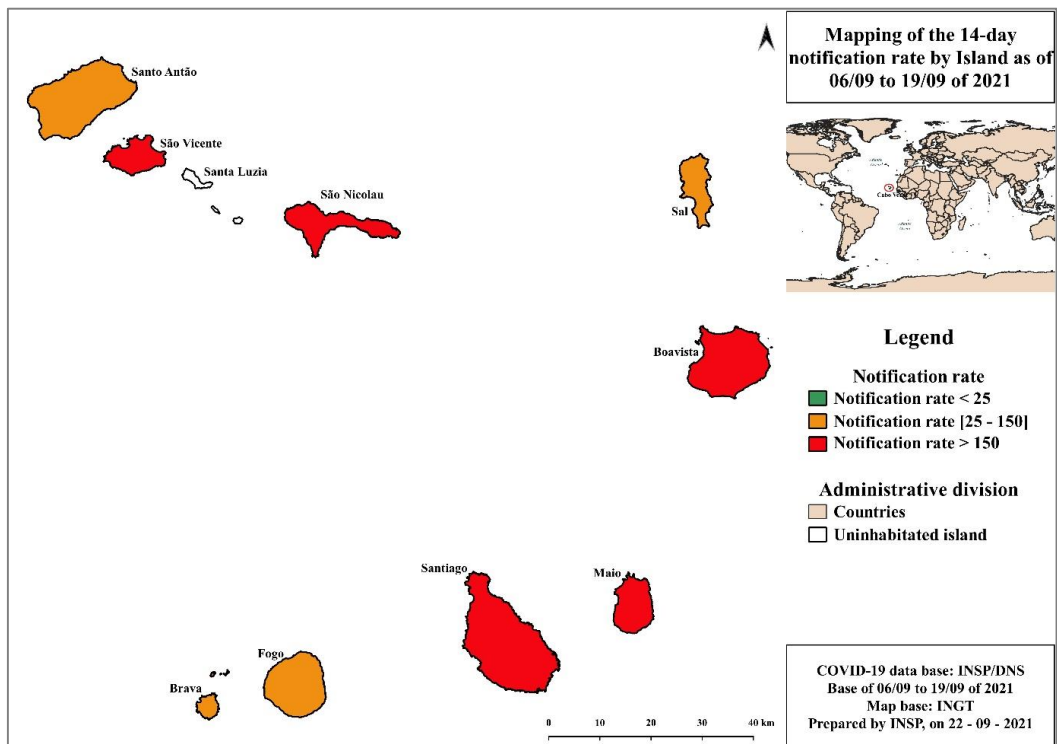 Mapping of the 14-day
notification rate by Island as of
06/09 to 19/09 of 2021
Santo Antão
São Vicente
Santa Luzia
São Nicolau
Sal
Boavista
Santiago
Maio
Fogo
Brava
0 10 20 30 40 km
Legend
Notification rate
Notification rate < 25
Notification rate [25 - 150]
Notification rate > 150
Administrative division
Countries
Uninhabitated island
COVID-19 data base: INSP/DNS
Base of 06/09 to 19/09 of 2021
Map base: INGT
Prepared by INSP, on 22 - 09 - 2021